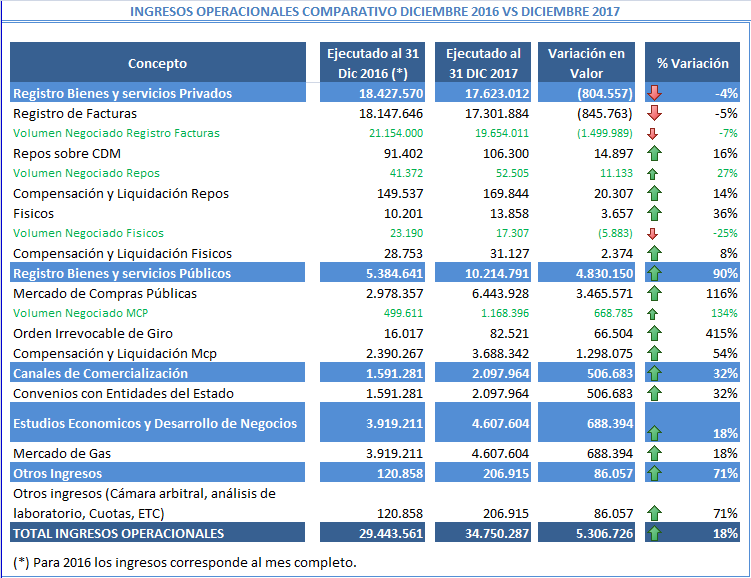 INGRESOS OPERACIONALES COMPARATIVO DICIEMBRE 2016 VS DICIEMBRE 2017
Concepto Ejecutado al 31 Dic 2016 (*) Ejecutado al 31 DIC 2017 Variación en Valor % Variación
Registro Bienes y servicios Privados 18.427.570 17.623.012 (804.557) -4%
Registro de Facturas 18.147.646 17.301.884 (845.763) -5%
Volumen Negociado Registro Facturas 21.154.000 19.654.011 (1.499.989) -7%
Repos sobre CDM 91.402 106.300 14.897 16%
Volumen Negociado Repos 41.372 52.505 11.133 27%
Compensación y Liquidación Repos 149.537 169.844 20.307 14%
Fisicos 10.201 13.858 3.657 36%
Volumen Negociado Fisicos 23.190 17.307 (5.883) -25%
Compensación y Liquidación Fisicos 28.753 31.127 2.374 8%
Registro Bienes y servicios Públicos 5.384.641 10.214.791 4.830.150 90%
Mercado de Compras Públicas 2.978.357 6.443.928 3.465.571 116%
Volumen Negociado MCP 499.611 1.168.396 668.785 134%
Orden Irrevocable de Giro 16.017 82.521 66.504 415%
Compensación y Liquidación Mcp 2.390.267 3.688.342 1.298.075 54%
Canales de Comercialización 1.591.281 2.097.964 506.683 32%
Convenios con Entidades del Estado 1.591.281 2.097.964 506.683 32%
Estudios Economicos y Desarrollo de Negocios 3.919.211 4.607.604 688.394 18%
Mercado de Gas 3.919.211 4.607.604 688.394 18%
Otros Ingresos 120.858 206.915 86.057 71%
Otros ingresos (Cámara arbitral, análisis de
laboratorio, Cuotas, ETC) 120.858 206.915 86.057 71%
TOTAL INGRESOS OPERACIONALES 29.443.561 34.750.287 5.306.726 18%
(*) Para 2016 los ingresos corresponde al mes completo.